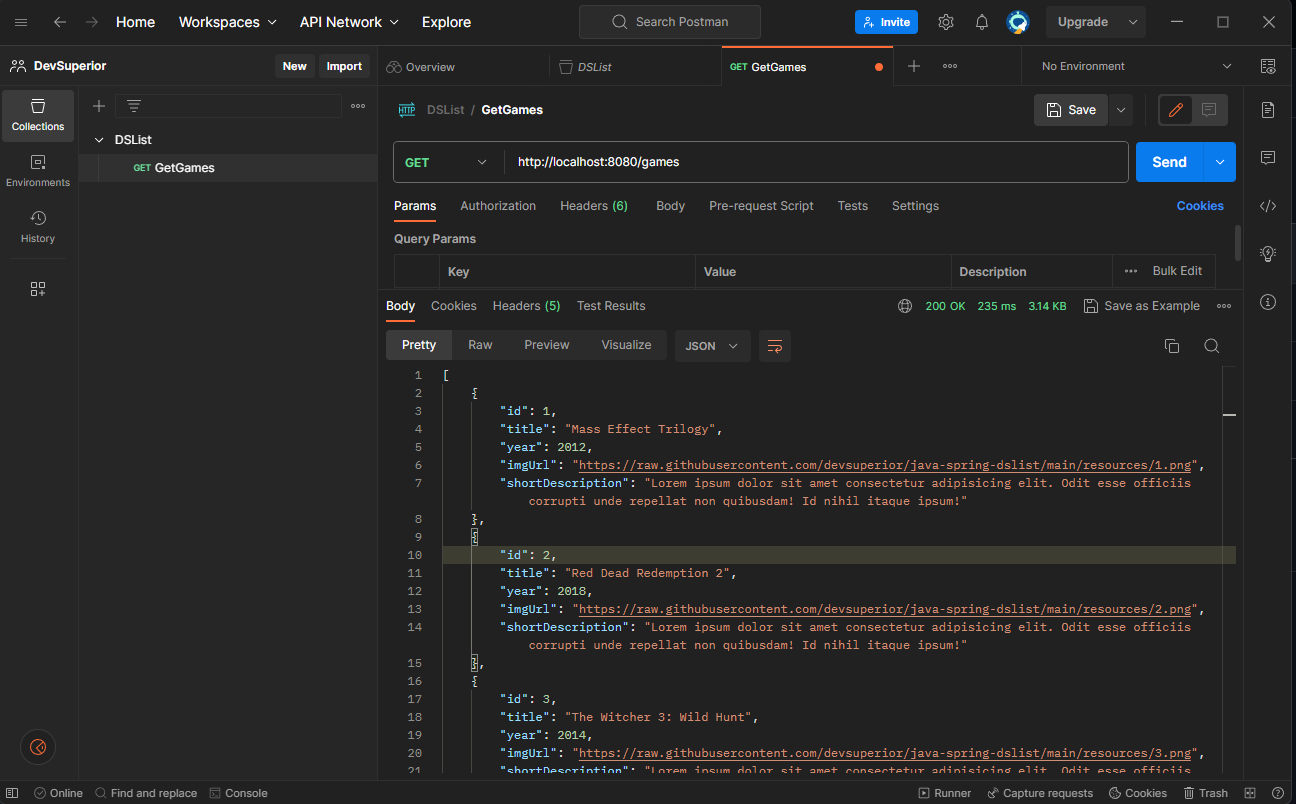 Home Workspaces API Network Explore Search Postman Invite Upgrade
DevSuperior New Import Overview DSList GET GetGames No Environment
Collections
Environments
History
DSList
GET GetGames
HTTP DSList / GetGames Save
GET http://localhost:8080/games Send
Params Authorization Headers (6) Body Pre-request Script Tests Settings Cookies
Query Params
Key Value Description Bulk Edit
Body Cookies Headers (5) Test Results 200 OK 235 ms 3.14 KB Save as Example
Pretty Raw Preview Visualize JSON
1 [
2 {
3 "id": 1,
4 "title": "Mass Effect Trilogy",
5 "year": 2012,
6 "imgUrl": "https://raw.githubusercontent.com/devsuperior/java-spring-dslist/main/resources/1.png",
7 "shortDescription": "Lorem ipsum dolor sit amet consectetur adipisicing elit. Odit esse officiis
corrupti unde repellat non quibusdam! Id nihil itaque ipsum!"
8 },
9 {
10 "id": 2,
11 "title": "Red Dead Redemption 2",
12 "year": 2018,
13 "imgUrl": "https://raw.githubusercontent.com/devsuperior/java-spring-dslist/main/resources/2.png",
14 "shortDescription": "Lorem ipsum dolor sit amet consectetur adipisicing elit. Odit esse officiis
corrupti unde repellat non quibusdam! Id nihil itaque ipsum!"
15 },
16 {
17 "id": 3,
18 "title": "The Witcher 3: Wild Hunt",
19 "year": 2014,
20 "imgUrl": "https://raw.githubusercontent.com/devsuperior/java-spring-dslist/main/resources/3.png",
21 "shortDescription": "Lorem ipsum dolor sit amet consectetur adipisicing elit. Odit esse officiis
Online Find and replace Console Runner Capture requests Cookies Trash